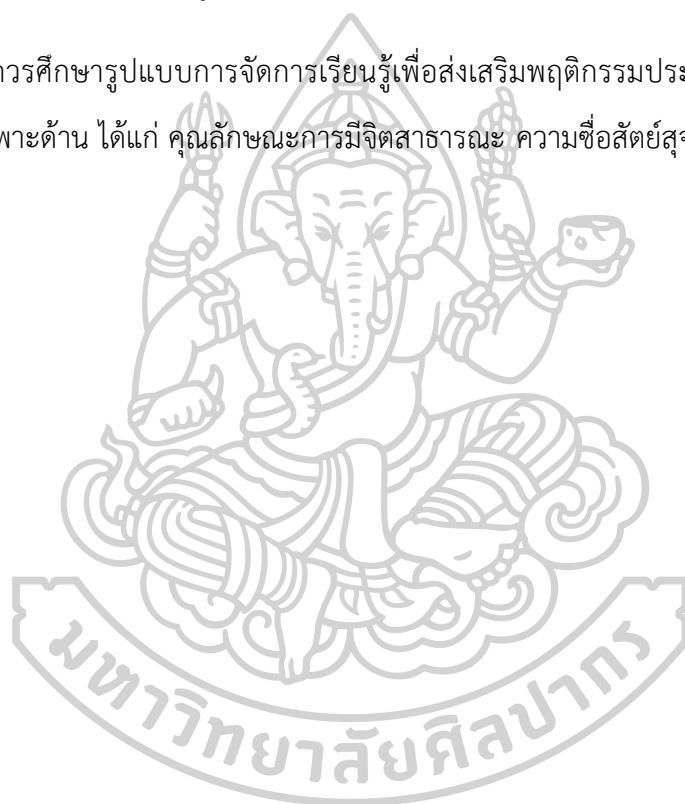 วรศึกษารูปแบบการจัดการเรียนรู้เพื่อส่งเสริมพฤติกรรมประ
พาะด้าน ได้แก่ คุณลักษณะการมีจิตสาธารณะ ความซื่อสัตย์สุจ
มหาวิทยาลัยศิลปากร